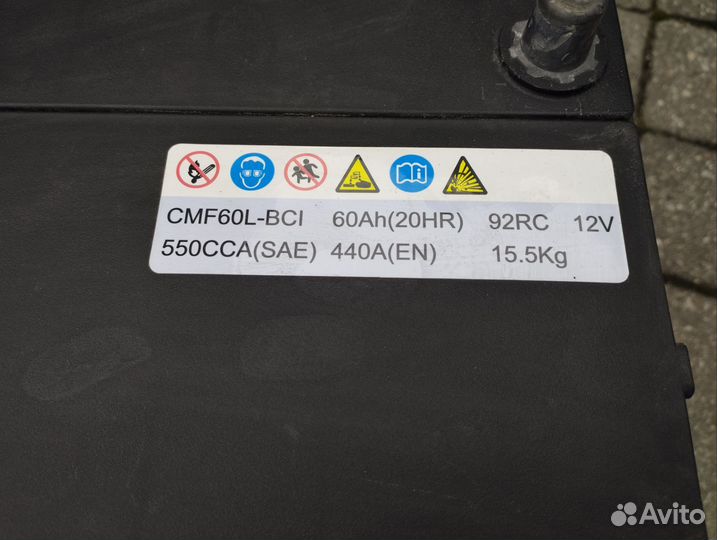 CMF60L-BCI 60Ah(20HR) 92RC 12V
550CCA(SAE) 440A(EN) 15.5Kg
Avito